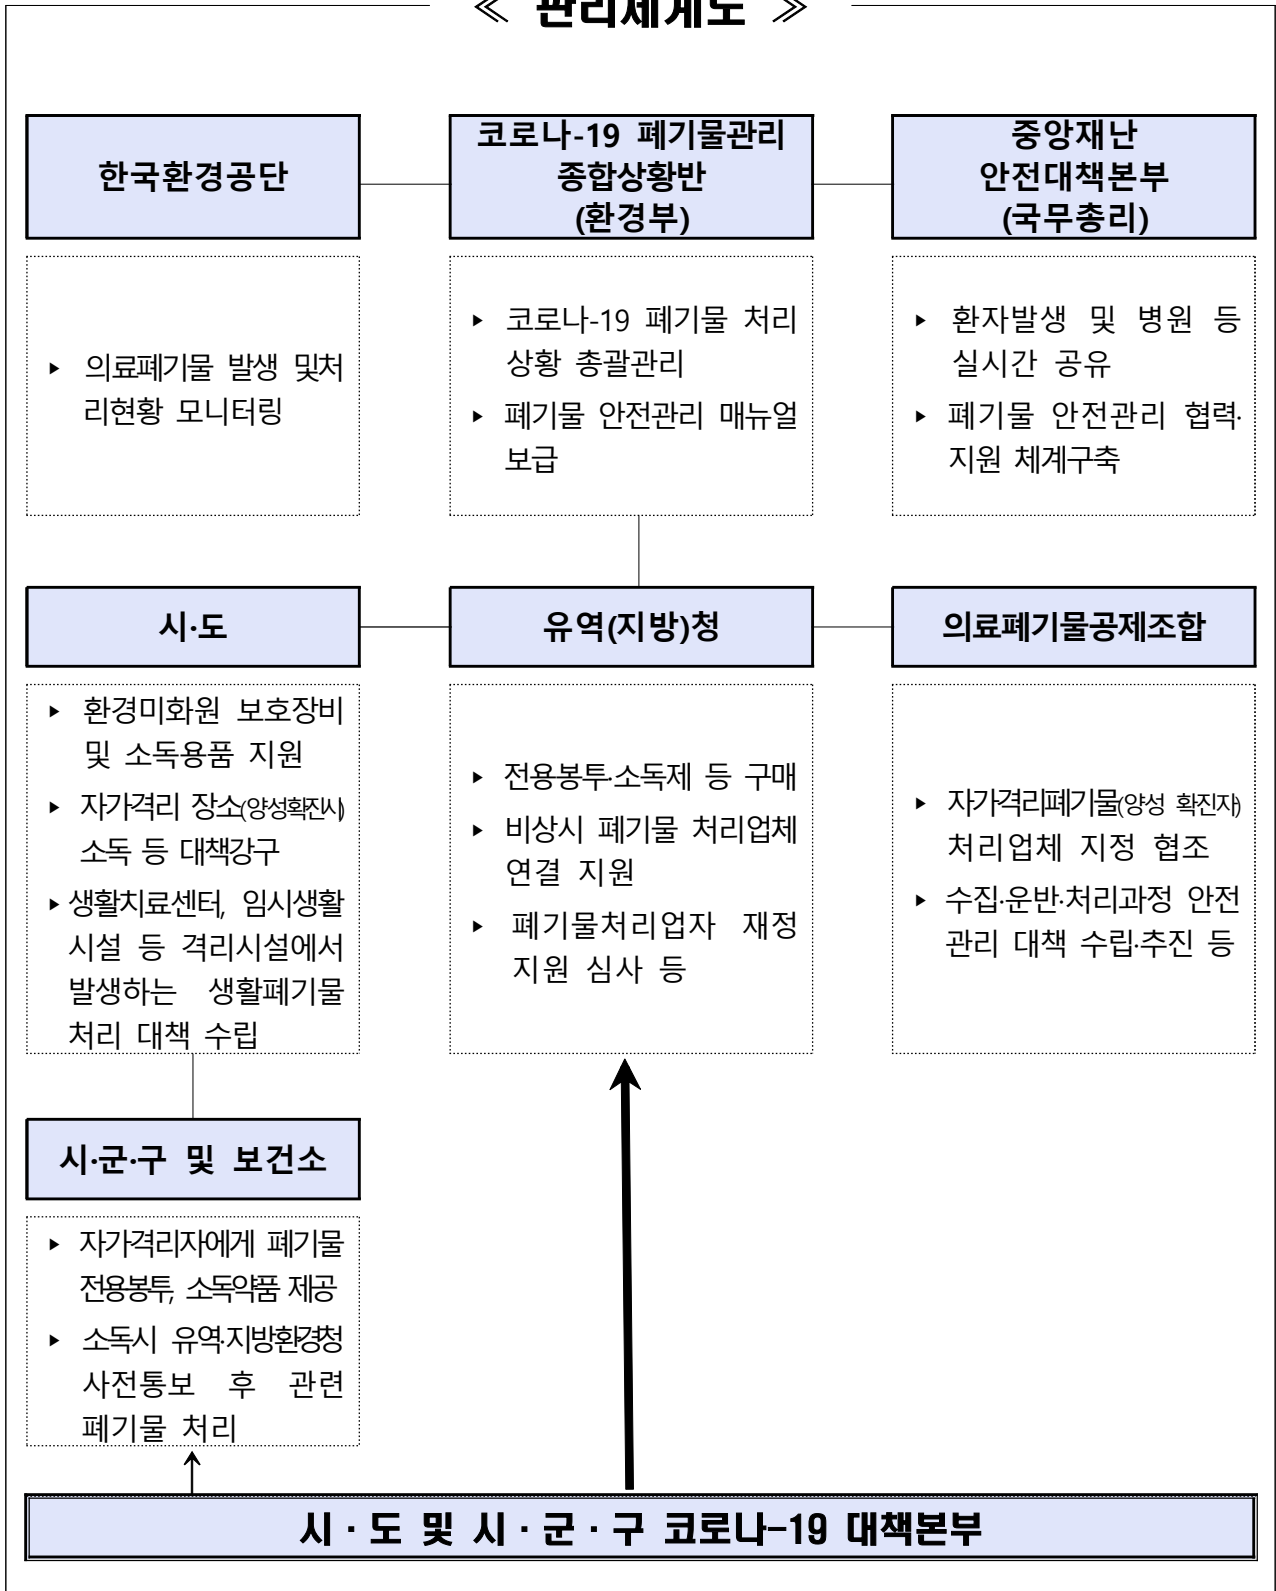 ≪ 관리체계도 ≫
한국환경공단
코로나-19 폐기물관리
종합상황반
(환경부)
중앙재난
안전대책본부
(국무총리)
▸ 의료폐기물 발생 및처
리현황 모니터링
▸ 코로나-19 폐기물 처리
상황 총괄관리
▸ 폐기물 안전관리 매뉴얼
보급
▸ 환자발생 및 병원 등
실시간 공유
▸ 폐기물 안전관리 협력·
지원 체계구축
시·도
유역(지방)청
의료폐기물공제조합
▸ 환경미화원 보호장비
및 소독용품 지원
▸ 자가격리 장소(양성확진시)
소독 등 대책강구
▸ 생활치료센터, 임시생활
시설 등 격리시설에서
발생하는 생활폐기물
처리 대책 수립
▸ 전용봉투·소독제 등 구매
▸ 비상시 폐기물 처리업체
연결 지원
▸ 폐기물처리업자 재정
지원 심사 등
▸ 자가격리폐기물(양성 확진자)
처리업체 지정 협조
▸ 수집·운반·처리과정 안전
관리 대책 수립·추진 등
시·군·구 및 보건소
▸ 자가격리자에게 폐기물
전용봉투, 소독약품 제공
▸ 소독시 유역·지방환경청
사전통보 후 관련
폐기물 처리
시·도 및 시·군·구 코로나-19 대책본부